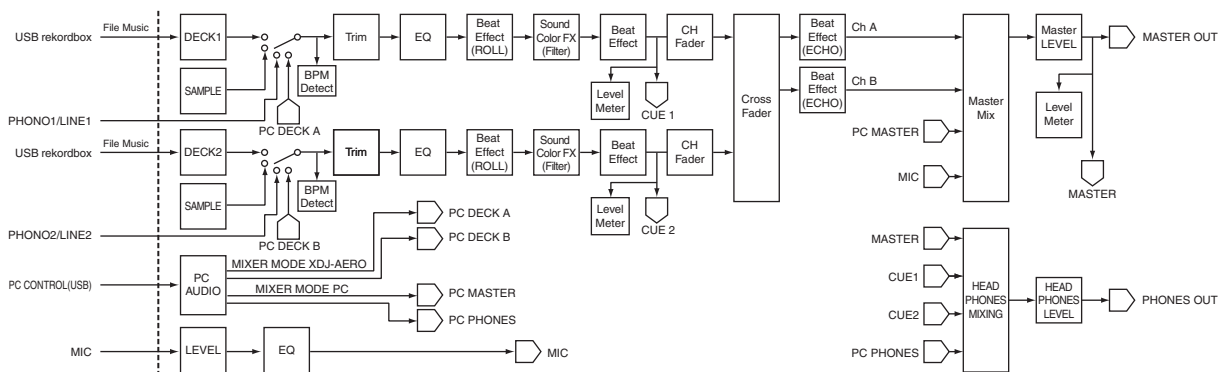 USB rekordbox
File Music
DECK1
Trim
EQ
Beat
Effect
(ROLL)
Sound
Color FX
(Filter)
Beat
Effect
CH
Fader
Beat
Effect
(ECHO)
Ch A
Master
LEVEL
MASTER OUT
SAMPLE
BPM
Detect
Level
Meter
CUE 1
Beat
Effect
(ECHO)
Ch B
Level
Meter
Cross
Fader
Master
Mix
PHONO1/LINE1
PC DECK A
PC MASTER
USB rekordbox
File Music
DECK2
Trim
EQ
Beat
Effect
(ROLL)
Sound
Color FX
(Filter)
Beat
Effect
CH
Fader
MIC
MASTER
SAMPLE
BPM
Detect
Level
Meter
CUE 2
PC DECK A
PHONO2/LINE2
PC DECK B
PC DECK B
MASTER
MIXER MODE XDJ-AERO
PC CONTROL(USB)
PC
AUDIO
MIXER MODE PC
PC MASTER
PC PHONES
CUE1
CUE2
PC PHONES
HEAD
PHONES
MIXING
HEAD
PHONES
LEVEL
PHONES OUT
MIC
LEVEL
EQ
MIC